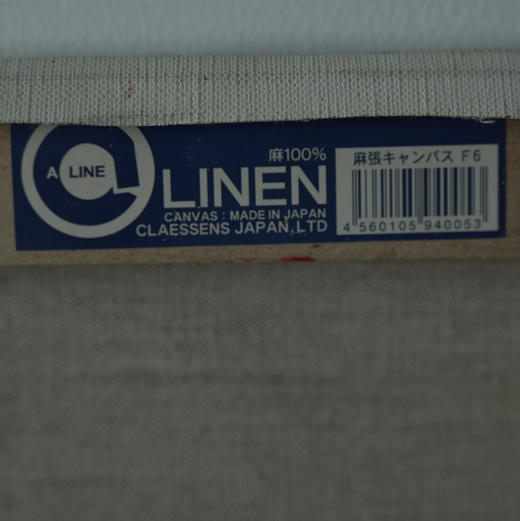 A LINE
麻100%
LINEN
CANVAS : MADE IN JAPAN
CLAESSENS JAPAN,LTD
麻張キャンバス F6
4 560105 940053